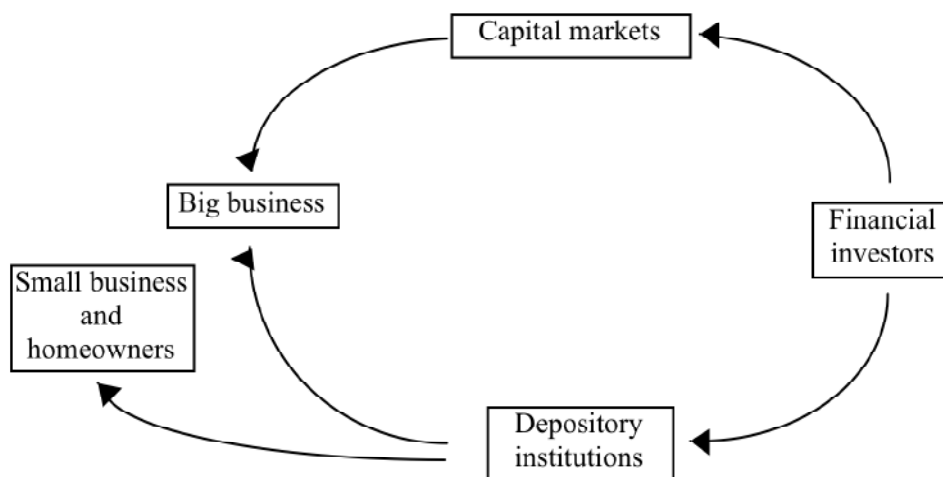 Capital markets
Big business
Financial
investors
Small business
and
homeowners
Depository
institutions